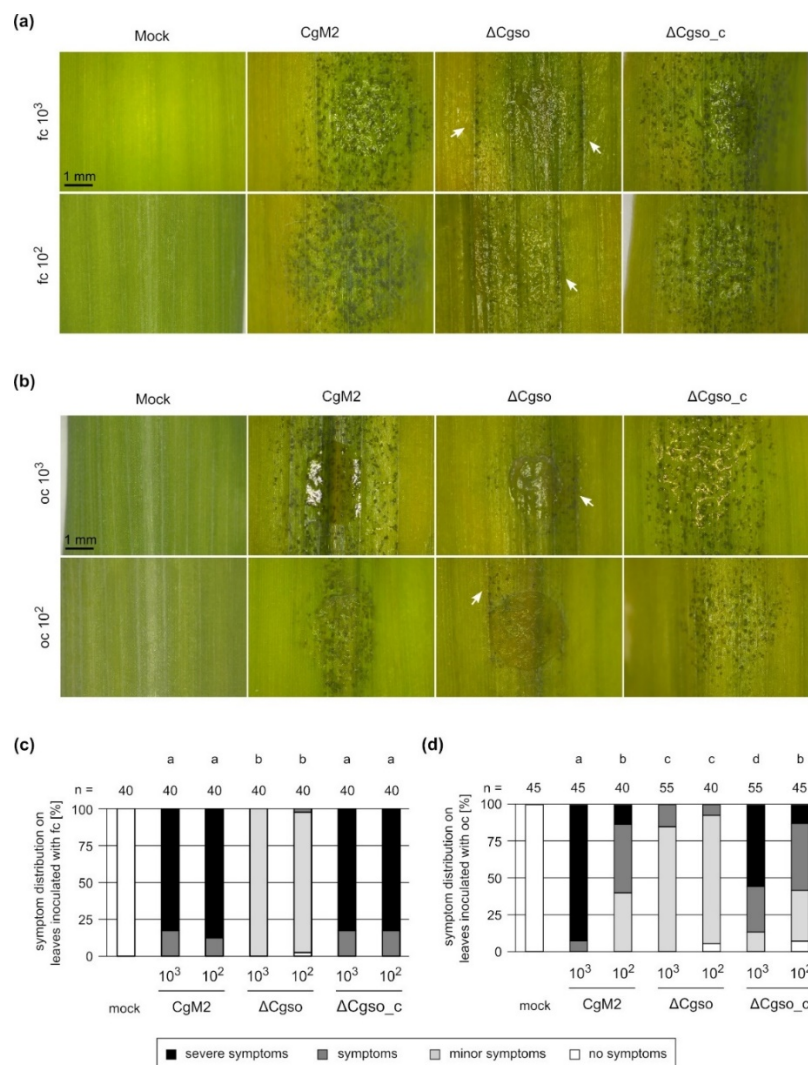 (a)
Mock CgM2 ΔCgso ΔCgso_c
fc 10³
1 mm
fc 10²
(b)
Mock CgM2 ΔCgso ΔCgso_c
oc 10³
1 mm
oc 10²
(c)
a a b b a a
n = 40 40 40 40 40 40 40
symptom distribution on
leaves inoculated with fc [%]
100
75
50
25
0
10³ 10² 10³ 10² 10³ 10²
mock CgM2 ΔCgso ΔCgso_c
(d)
a b c c d b
n = 45 45 40 55 40 55 45
symptom distribution on
leaves inoculated with oc [%]
100
75
50
25
0
10³ 10² 10³ 10² 10³ 10²
mock CgM2 ΔCgso ΔCgso_c
severe symptoms symptoms minor symptoms no symptoms